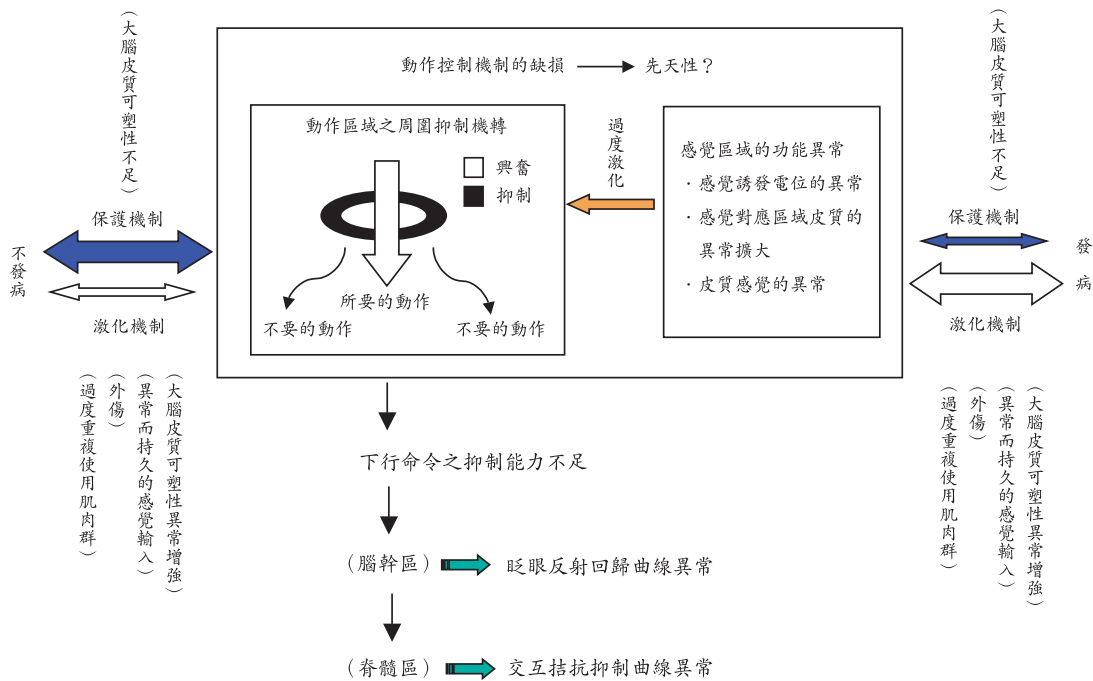 （大腦皮質可塑性不足）
保護機制
不發病
激化機制
（大腦皮質可塑性異常增強）
（異常而持久的感覺輸入）
（外傷）
（過度重複使用肌肉群）
動作控制機制的缺損
先天性？
動作區域之周圍抑制機轉
興奮
抑制
所要的動作
不要的動作
不要的動作
過度激化
感覺區域的功能異常
・感覺誘發電位的異常
・感覺對應區域皮質的
異常擴大
・皮質感覺的異常
下行命令之抑制能力不足
（腦幹區）
眨眼反射回歸曲線異常
（脊髓區）
交互拮抗抑制曲線異常
（大腦皮質可塑性不足）
保護機制
發病
激化機制
（大腦皮質可塑性異常增強）
（異常而持久的感覺輸入）
（外傷）
（過度重複使用肌肉群）